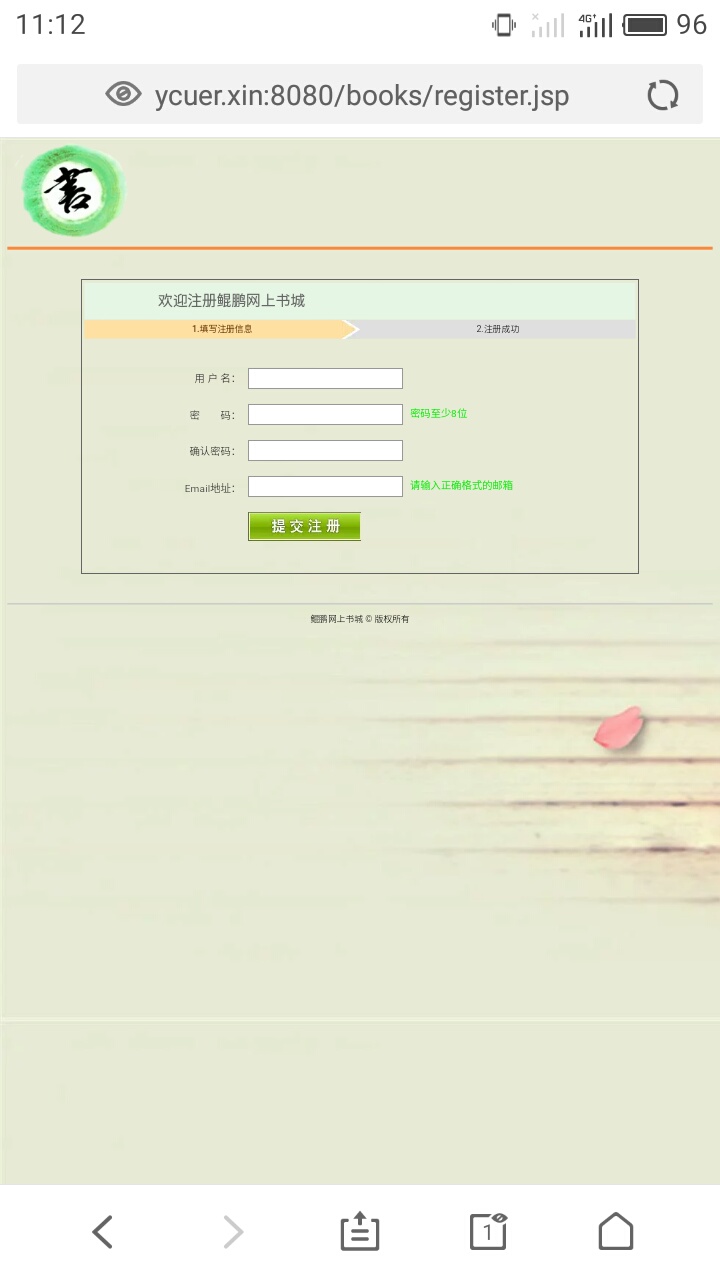 11:12 4G+ 96
ycuer.xin:8080/books/register.jsp
書
欢迎注册鲲鹏网上书城
1.填写注册信息 2.注册成功
用 户 名：
密　　码： 密码至少8位
确认密码：
Email地址： 请输入正确格式的邮箱
提 交 注 册
鲲鹏网上书城 © 版权所有
1